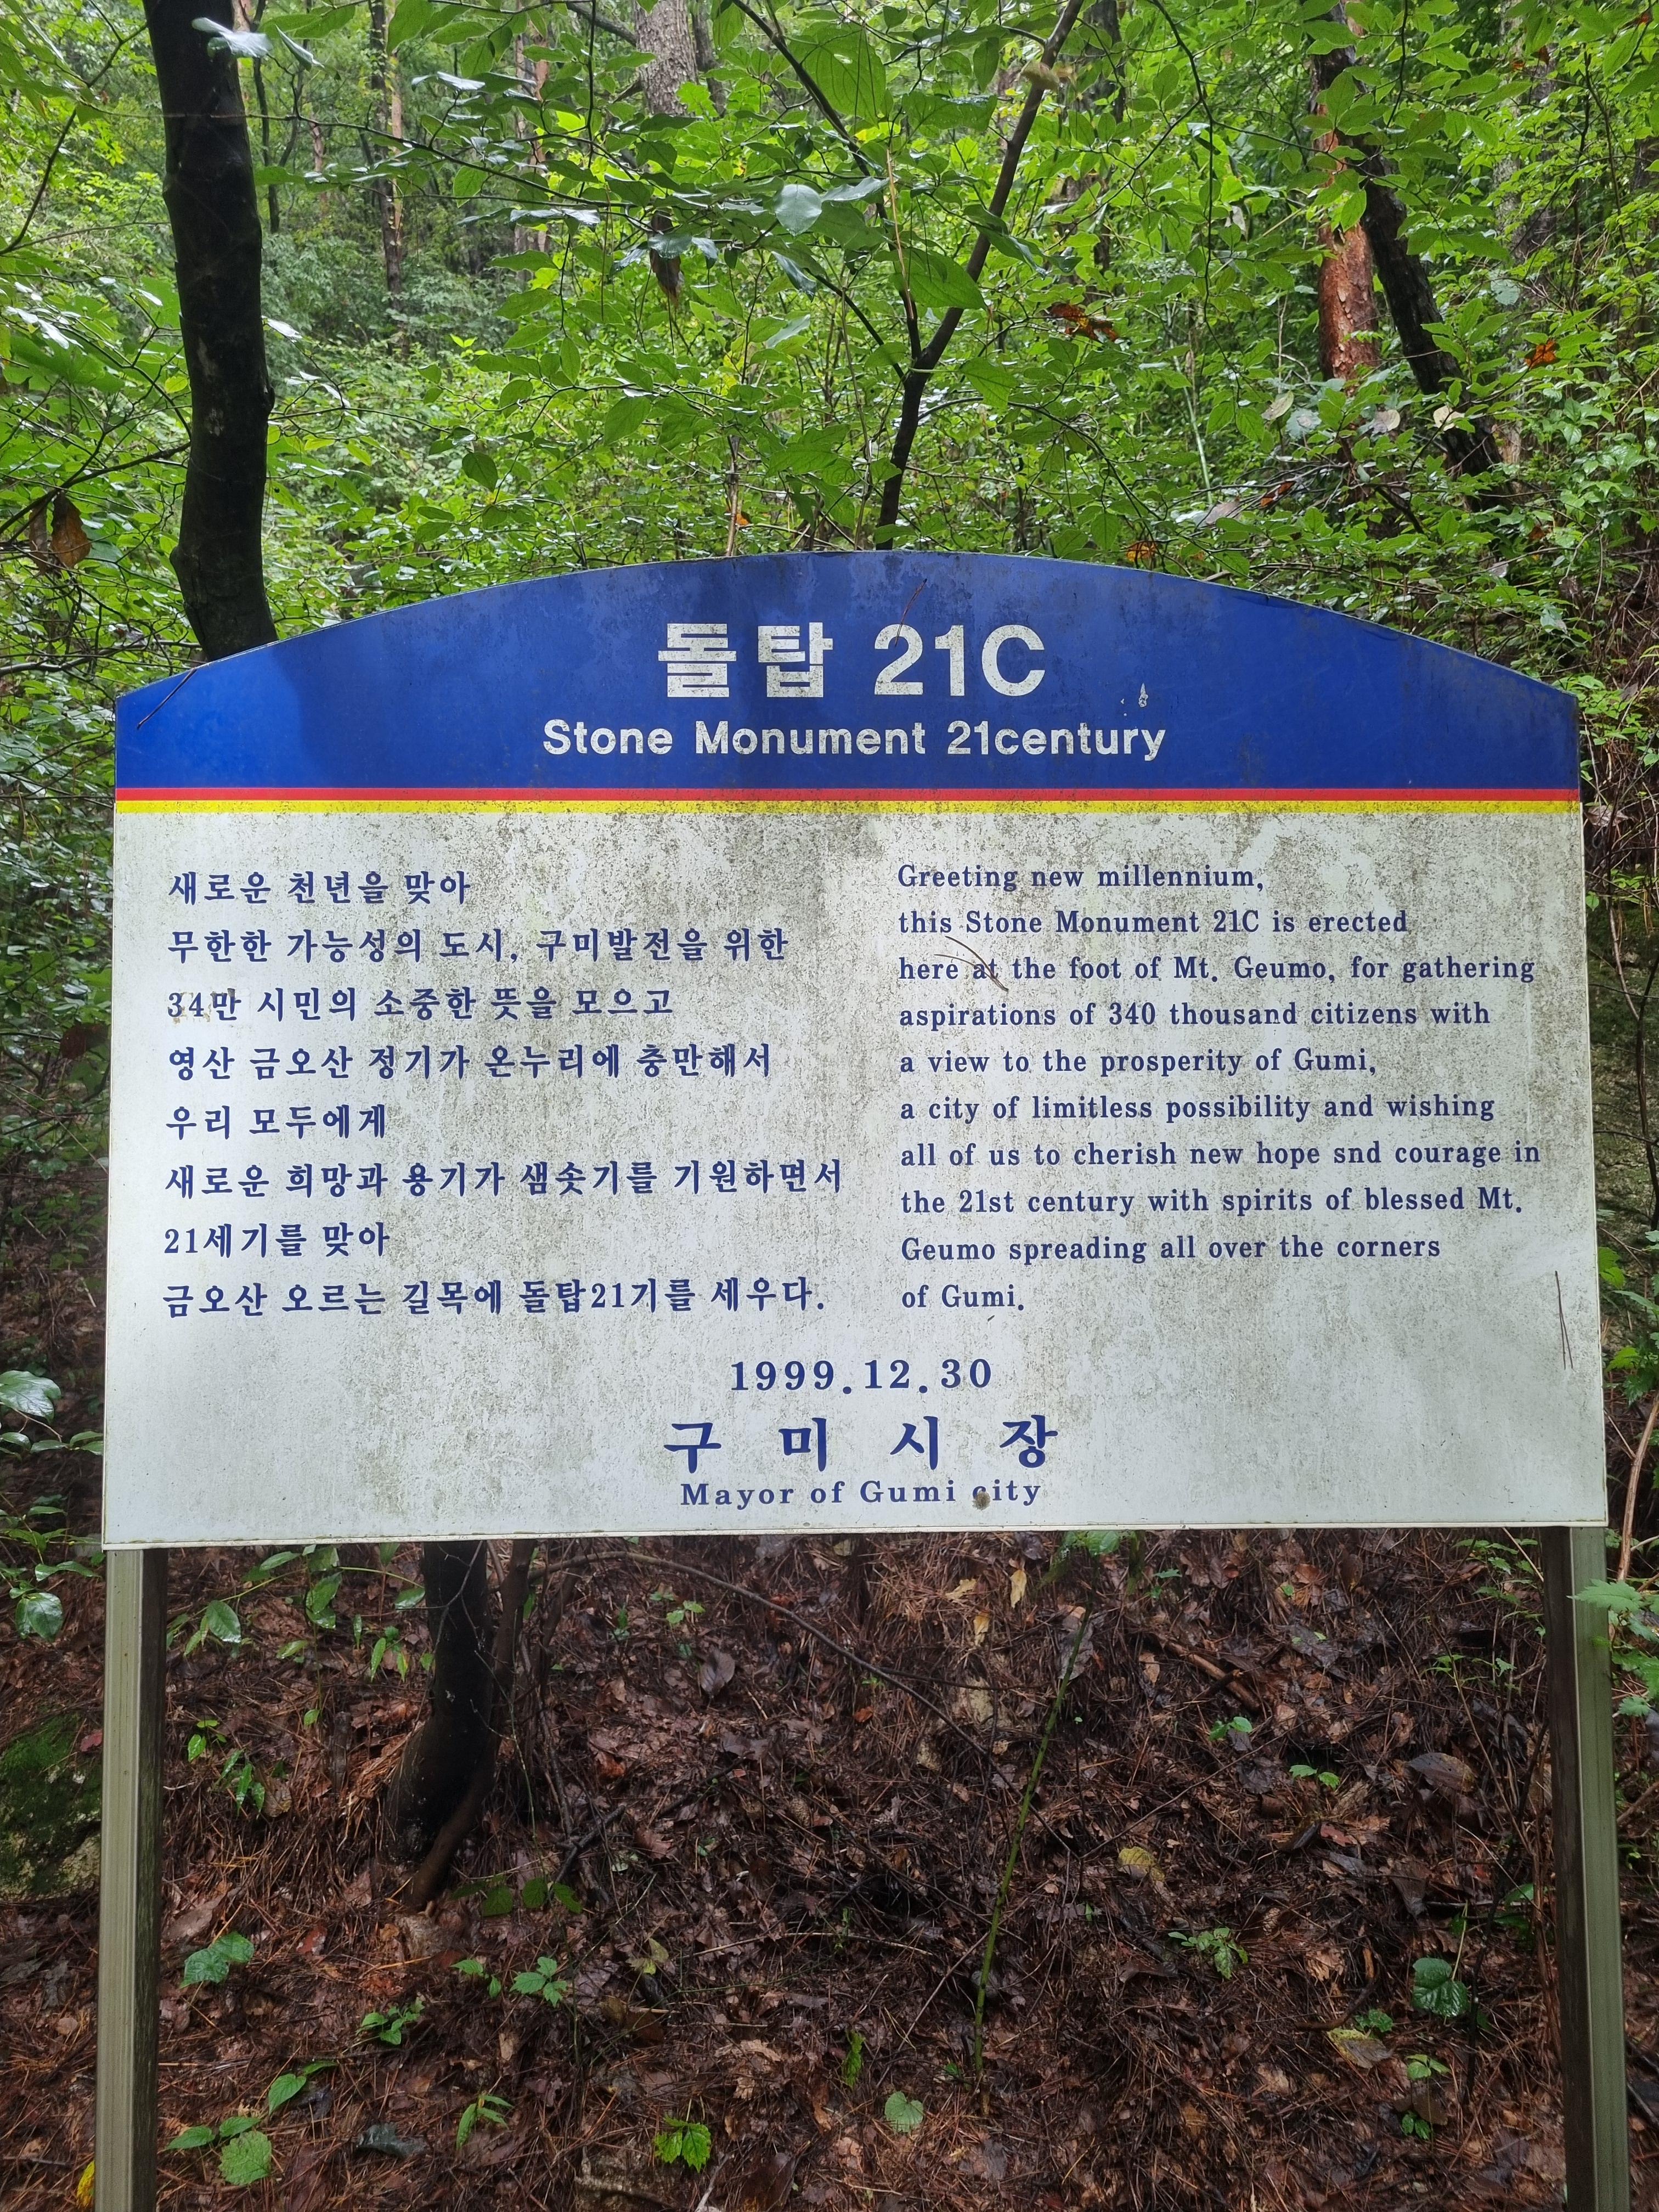 돌탑 21C
Stone Monument 21century
새로운 천년을 맞아
무한한 가능성의 도시, 구미발전을 위한
34만 시민의 소중한 뜻을 모으고
영산 금오산 정기가 온누리에 충만해서
우리 모두에게
새로운 희망과 용기가 샘솟기를 기원하면서
21세기를 맞아
금오산 오르는 길목에 돌탑21기를 세우다.
Greeting new millennium,
this Stone Monument 21C is erected
here at the foot of Mt. Geumo, for gathering
aspirations of 340 thousand citizens with
a view to the prosperity of Gumi,
a city of limitless possibility and wishing
all of us to cherish new hope snd courage in
the 21st century with spirits of blessed Mt.
Geumo spreading all over the corners
of Gumi.
1999.12.30
구 미 시 장
Mayor of Gumi city